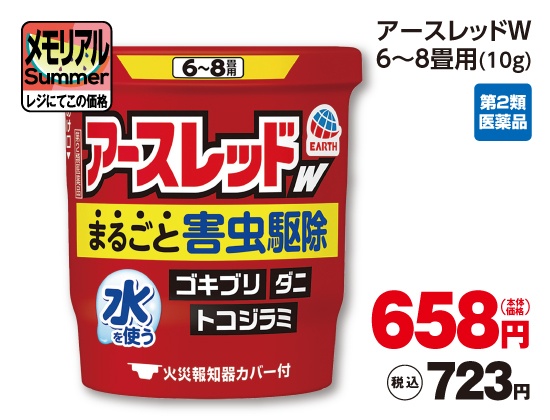 メモリアル
Summer
レジにてこの価格
アースレッドW
6～8畳用(10g)
第2類
医薬品
6～8畳用
アースレッドW
EARTH
まるごと害虫駆除
水を使う
ゴキブリ ダニ
トコジラミ
火災報知器カバー付
658円(本体価格)
税込 723円